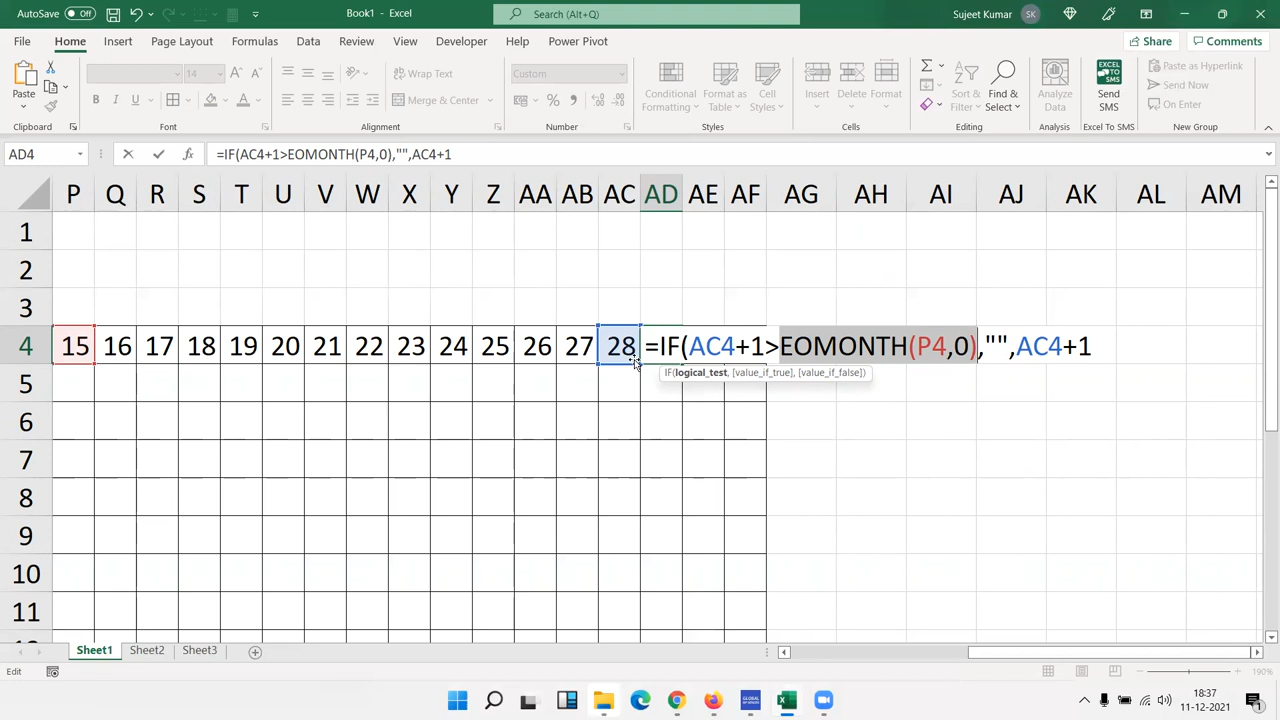 AutoSave Off Book1 - Excel Search (Alt+Q) Sujeet Kumar SK
File Home Insert Page Layout Formulas Data Review View Developer Help Power Pivot Share Comments
Paste 14 Wrap Text Custom Conditional Formatting Format as Table Cell Styles Insert Delete Format Sort & Filter Find & Select Analyze Data Send SMS Paste as Hyperlink
Merge & Center Send Now
On Enter
Clipboard Font Alignment Number Styles Cells Editing Analysis Excel To SMS New Group
AD4 =IF(AC4+1>EOMONTH(P4,0),"",AC4+1
P Q R S T U V W X Y Z AA AB AC AD AE AF AG AH AI AJ AK AL AM
1
2
3
4 15 16 17 18 19 20 21 22 23 24 25 26 27 28 =IF(AC4+1>EOMONTH(P4,0),"",AC4+1
IF(logical_test, [value_if_true], [value_if_false])
5
6
7
8
9
10
11
Sheet1 Sheet2 Sheet3
Edit 190%
18:37
11-12-2021